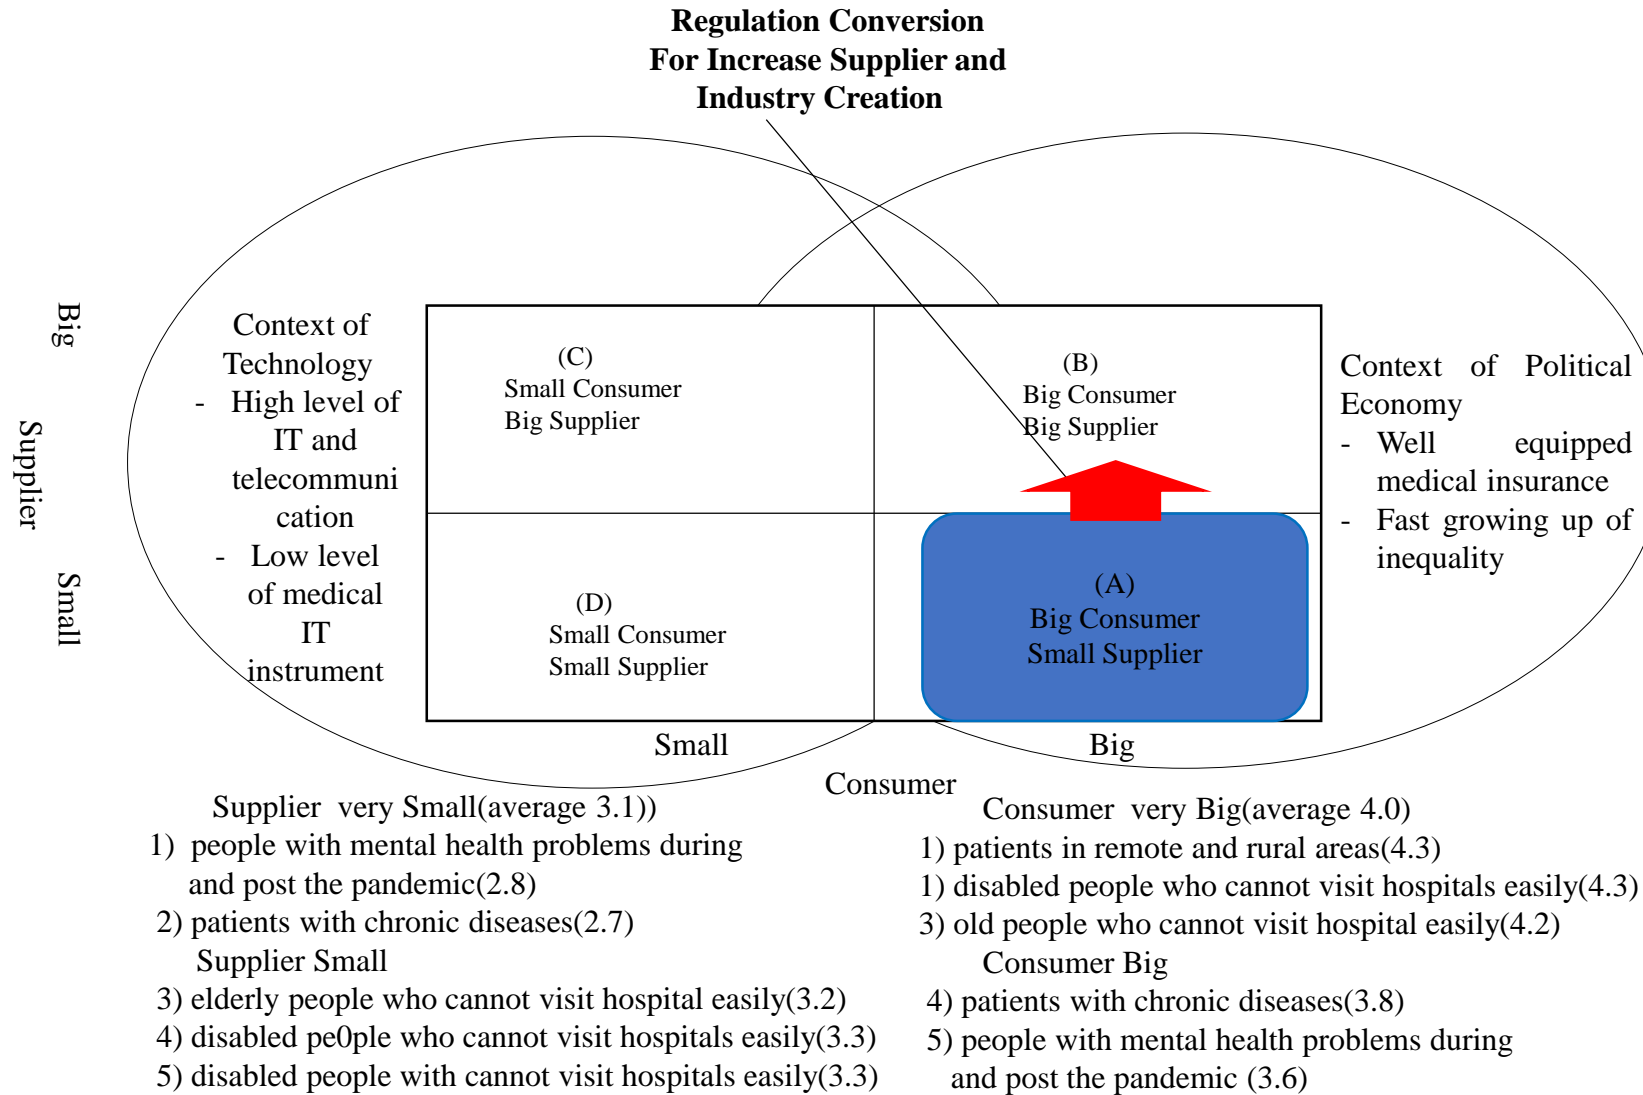 Regulation Conversion
For Increase Supplier and
Industry Creation
Big
Supplier
Small
Context of
Technology
- High level of
IT and
telecommuni
cation
- Low level
of medical
IT
instrument
(C)
Small Consumer
Big Supplier
(B)
Big Consumer
Big Supplier
(D)
Small Consumer
Small Supplier
(A)
Big Consumer
Small Supplier
Context of Political
Economy
- Well equipped
medical insurance
- Fast growing up of
inequality
Small
Big
Consumer
Supplier very Small(average 3.1))
1) people with mental health problems during
and post the pandemic(2.8)
2) patients with chronic diseases(2.7)
Supplier Small
3) elderly people who cannot visit hospital easily(3.2)
4) disabled pe0ple who cannot visit hospitals easily(3.3)
5) disabled people with cannot visit hospitals easily(3.3)
Consumer very Big(average 4.0)
1) patients in remote and rural areas(4.3)
1) disabled people who cannot visit hospitals easily(4.3)
3) old people who cannot visit hospital easily(4.2)
Consumer Big
4) patients with chronic diseases(3.8)
5) people with mental health problems during
and post the pandemic (3.6)